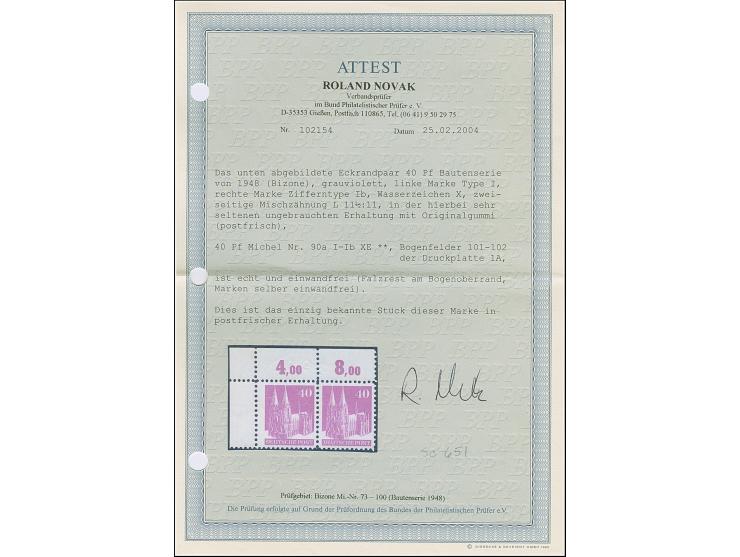 ATTEST
ROLAND NOVAK
Verbandsprüfer
im Bund Philatelistischer Prüfer e. V.
D-35353 Gießen, Postfach 110865, Tel. (06 41) 9 50 29 75
Nr. 102154 Datum 25.02.2004
Das unten abgebildete Eckrandpaar 40 Pf Bautenserie
von 1948 (Bizone), grauviolett, linke Marke Type I,
rechte Marke Zifferntype Ib, Wasserzeichen X, zwei-
seitige Mischzähnung L 11½:11, in der hierbei sehr
seltenen ungebrauchten Erhaltung mit Originalgummi
(postfrisch),
40 Pf Michel Nr. 90a I-Ib XE **, Bogenfelder 101-102
der Druckplatte 1A,
ist echt und einwandfrei (Falzrest am Bogenoberrand,
Marken selber einwandfrei).
Dies ist das einzig bekannte Stück dieser Marke in
postfrischer Erhaltung.
4,00 8,00
40 40
DEUTSCHE POST DEUTSCHE POST
R. Novak
SC 651
Prüfgebiet: Bizone Mi.-Nr. 73 – 100 (Bautenserie 1948)
Die Prüfung erfolgte auf Grund der Prüfordnung des Bundes der Philatelistischen Prüfer e.V.